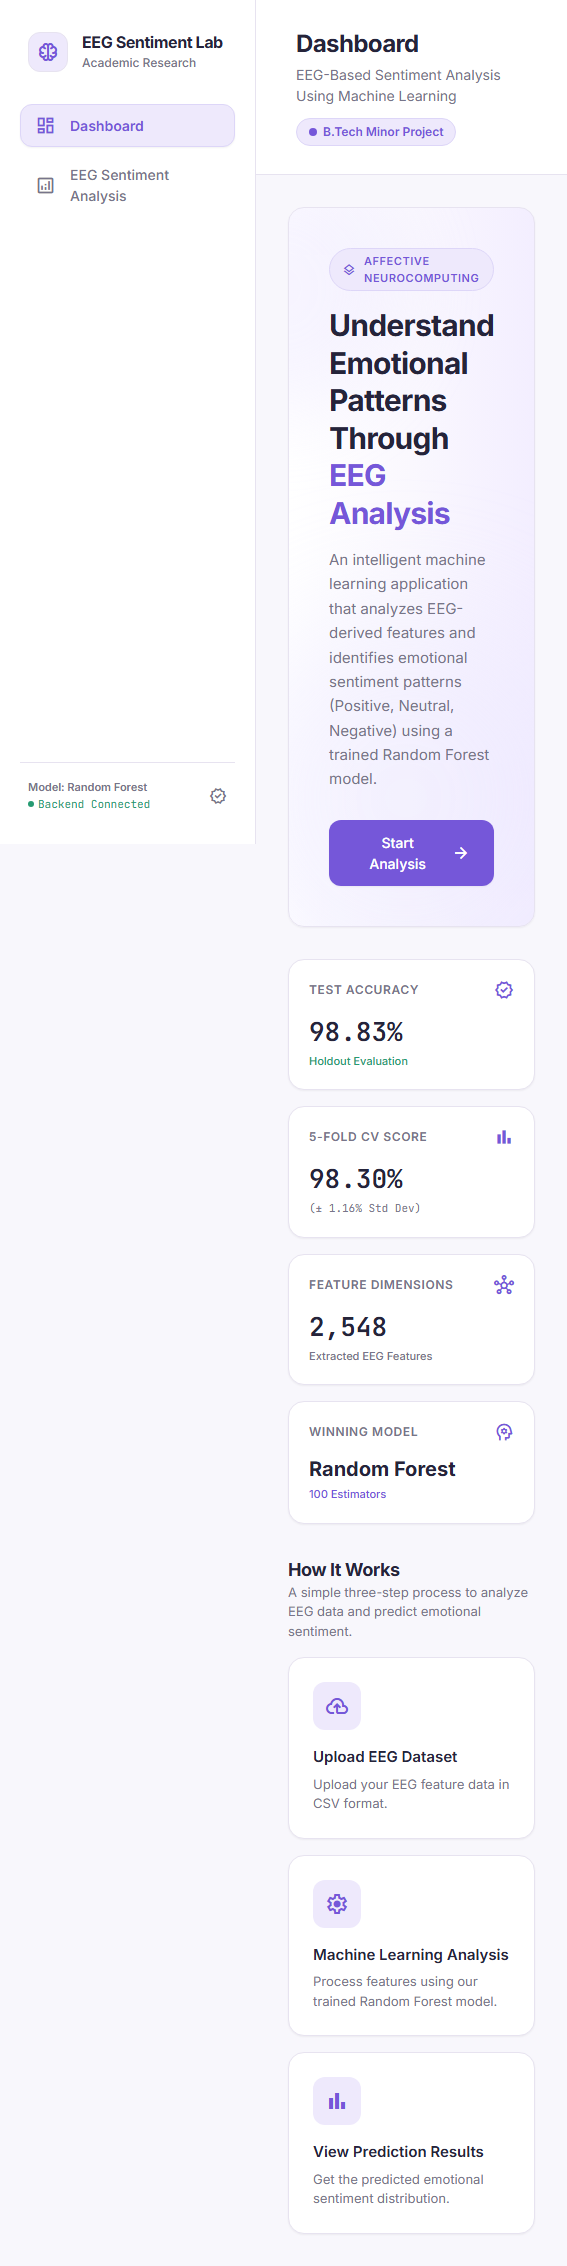 EEG Sentiment Lab
Academic Research
Dashboard
EEG Sentiment
Analysis
Model: Random Forest
Backend Connected
Dashboard
EEG-Based Sentiment Analysis
Using Machine Learning
B.Tech Minor Project
AFFECTIVE
NEUROCOMPUTING
Understand
Emotional
Patterns
Through
EEG
Analysis
An intelligent machine
learning application
that analyzes EEG-
derived features and
identifies emotional
sentiment patterns
(Positive, Neutral,
Negative) using a
trained Random Forest
model.
Start
Analysis
TEST ACCURACY
98.83%
Holdout Evaluation
5-FOLD CV SCORE
98.30%
(± 1.16% Std Dev)
FEATURE DIMENSIONS
2,548
Extracted EEG Features
WINNING MODEL
Random Forest
100 Estimators
How It Works
A simple three-step process to analyze
EEG data and predict emotional
sentiment.
Upload EEG Dataset
Upload your EEG feature data in
CSV format.
Machine Learning Analysis
Process features using our
trained Random Forest model.
View Prediction Results
Get the predicted emotional
sentiment distribution.